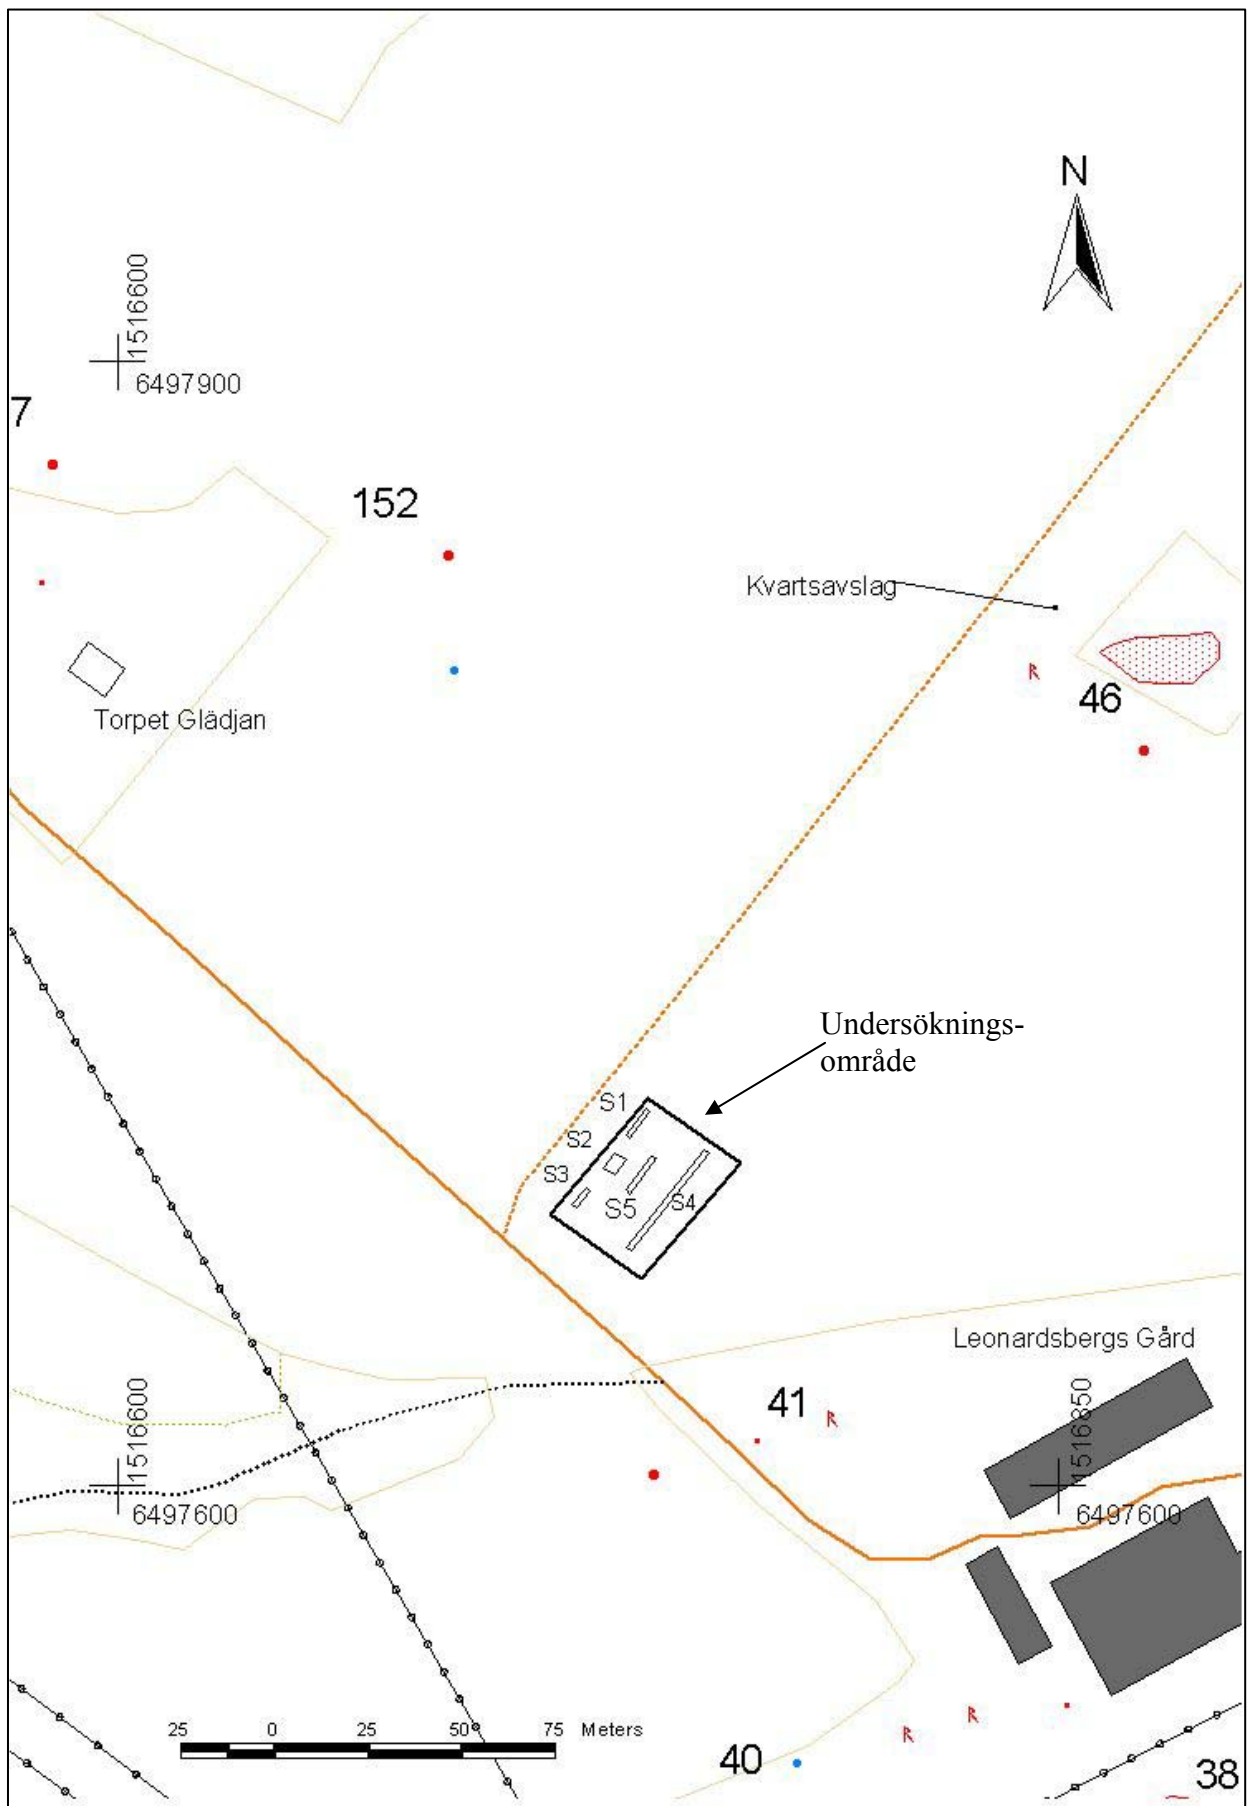 N
1516600
6497900
7
152
Kvartsavslag
46
Torpet Glädjan
Undersöknings-
område
S1
S2
S3
S5
S4
Leonardsbergs Gård
41
1516600
6497600
1516850
6497600
25 0 25 50 75 Meters
40
38